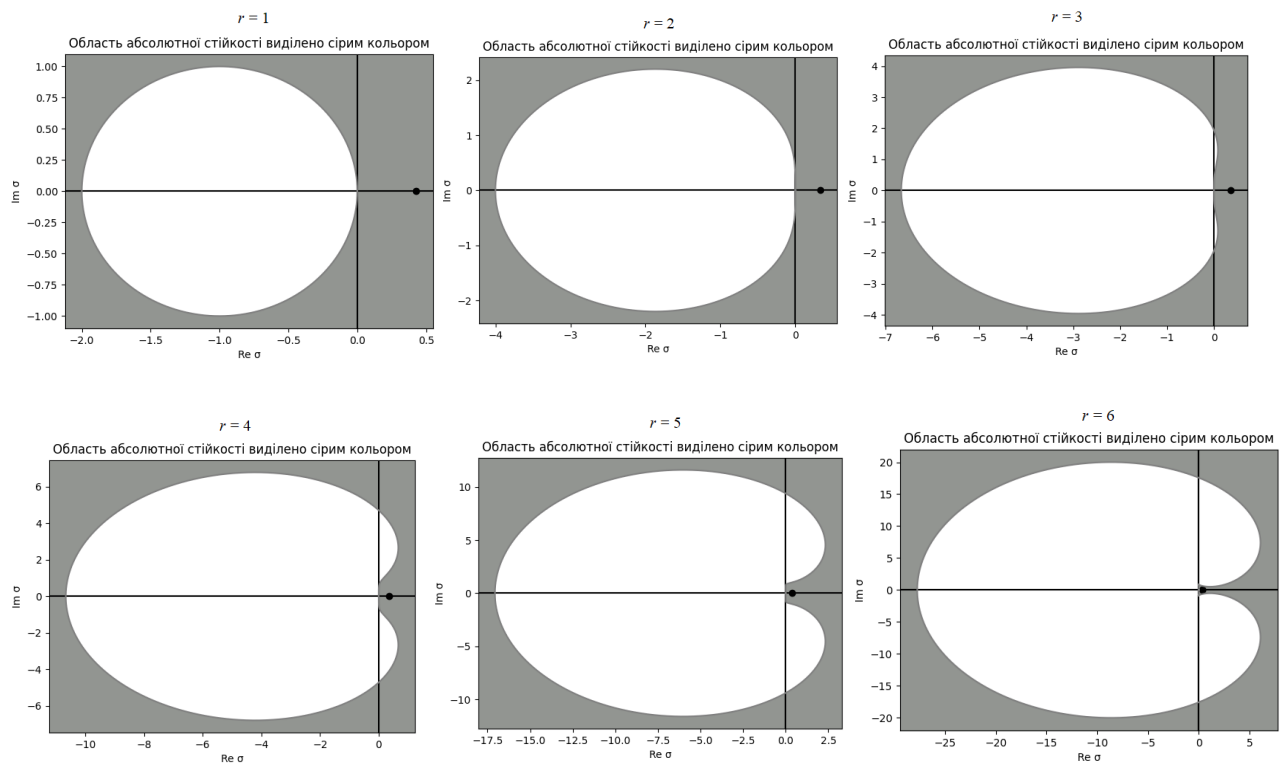 r = 1
Область абсолютної стійкості виділено сірим кольором
1.00
0.75
0.50
0.25
0.00
−0.25
−0.50
−0.75
−1.00
Im σ
−2.0 −1.5 −1.0 −0.5 0.0 0.5
Re σ
r = 2
Область абсолютної стійкості виділено сірим кольором
2
1
0
−1
−2
Im σ
−4 −3 −2 −1 0
Re σ
r = 3
Область абсолютної стійкості виділено сірим кольором
4
3
2
1
0
−1
−2
−3
−4
Im σ
−7 −6 −5 −4 −3 −2 −1 0
Re σ
r = 4
Область абсолютної стійкості виділено сірим кольором
6
4
2
0
−2
−4
−6
Im σ
−10 −8 −6 −4 −2 0
Re σ
r = 5
Область абсолютної стійкості виділено сірим кольором
10
5
0
−5
−10
Im σ
−17.5 −15.0 −12.5 −10.0 −7.5 −5.0 −2.5 0.0 2.5
Re σ
r = 6
Область абсолютної стійкості виділено сірим кольором
20
15
10
5
0
−5
−10
−15
−20
Im σ
−25 −20 −15 −10 −5 0 5
Re σ